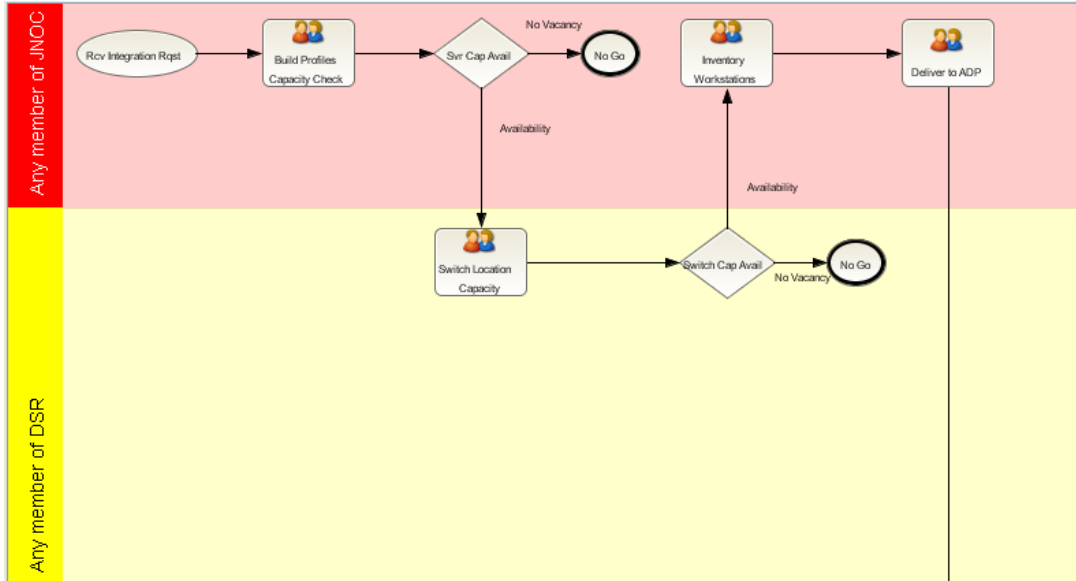 Any member of JNOC
Rcv Integration Rqst
Build Profiles
Capacity Check
Svr Cap Avail
No Vacancy
No Go
Availability
Inventory
Workstations
Deliver to ADP
Availability
Any member of DSR
Switch Location
Capacity
Switch Cap Avail
No Vacancy
No Go